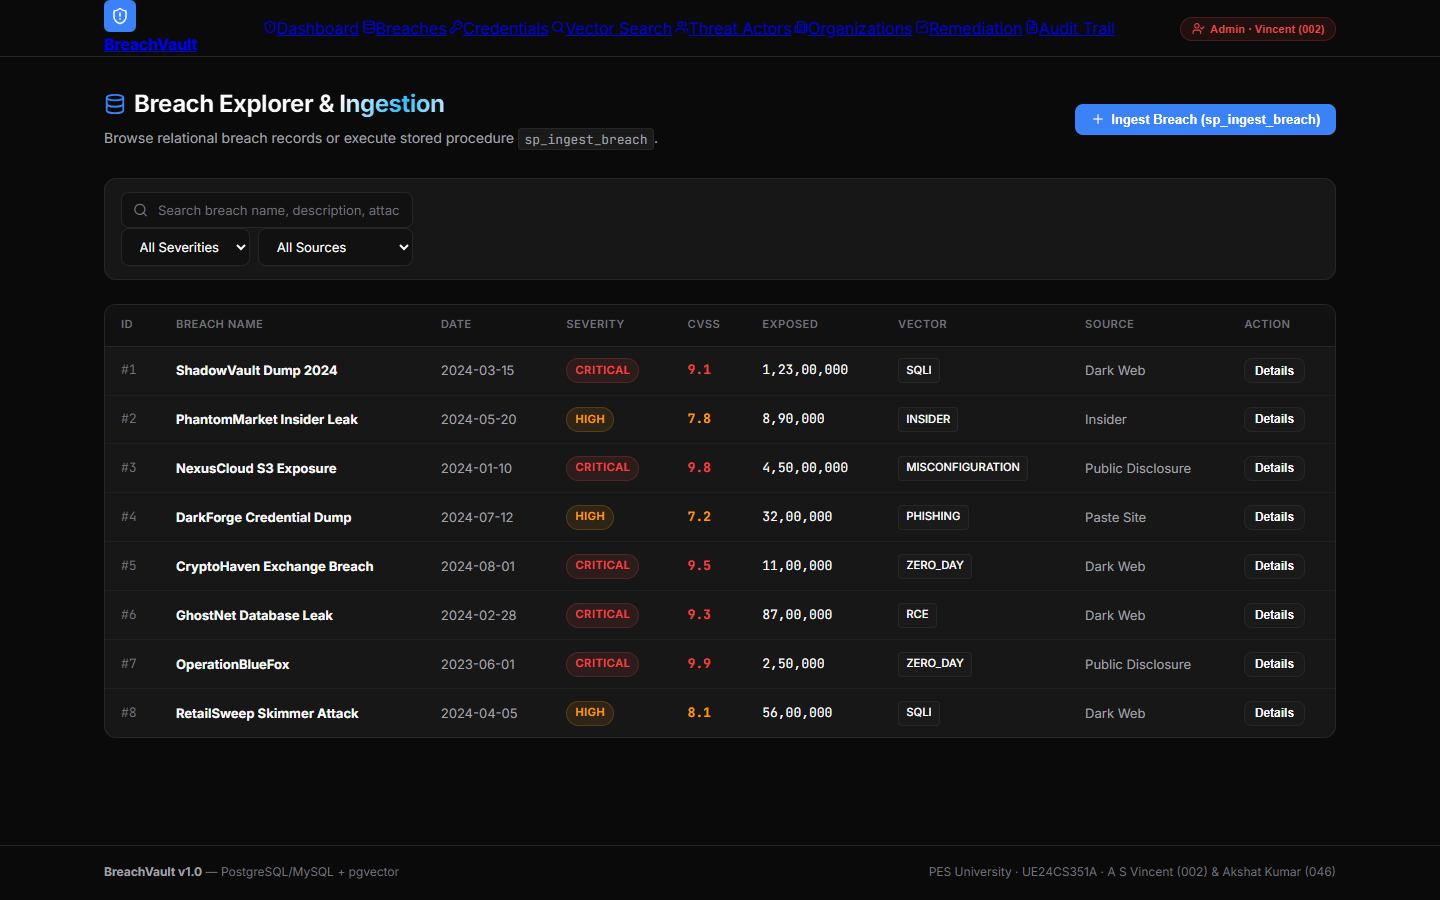 BreachVault
Dashboard Breaches Credentials Vector Search Threat Actors Organizations Remediation Audit Trail
Admin · Vincent (002)
Breach Explorer & Ingestion
Browse relational breach records or execute stored procedure sp_ingest_breach.
Ingest Breach (sp_ingest_breach)
Search breach name, description, attac
All Severities All Sources
ID BREACH NAME DATE SEVERITY CVSS EXPOSED VECTOR SOURCE ACTION
#1 ShadowVault Dump 2024 2024-03-15 CRITICAL 9.1 1,23,00,000 SQLI Dark Web Details
#2 PhantomMarket Insider Leak 2024-05-20 HIGH 7.8 8,90,000 INSIDER Insider Details
#3 NexusCloud S3 Exposure 2024-01-10 CRITICAL 9.8 4,50,00,000 MISCONFIGURATION Public Disclosure Details
#4 DarkForge Credential Dump 2024-07-12 HIGH 7.2 32,00,000 PHISHING Paste Site Details
#5 CryptoHaven Exchange Breach 2024-08-01 CRITICAL 9.5 11,00,000 ZERO_DAY Dark Web Details
#6 GhostNet Database Leak 2024-02-28 CRITICAL 9.3 87,00,000 RCE Dark Web Details
#7 OperationBlueFox 2023-06-01 CRITICAL 9.9 2,50,000 ZERO_DAY Public Disclosure Details
#8 RetailSweep Skimmer Attack 2024-04-05 HIGH 8.1 56,00,000 SQLI Dark Web Details
BreachVault v1.0 — PostgreSQL/MySQL + pgvector
PES University · UE24CS351A · A S Vincent (002) & Akshat Kumar (046)